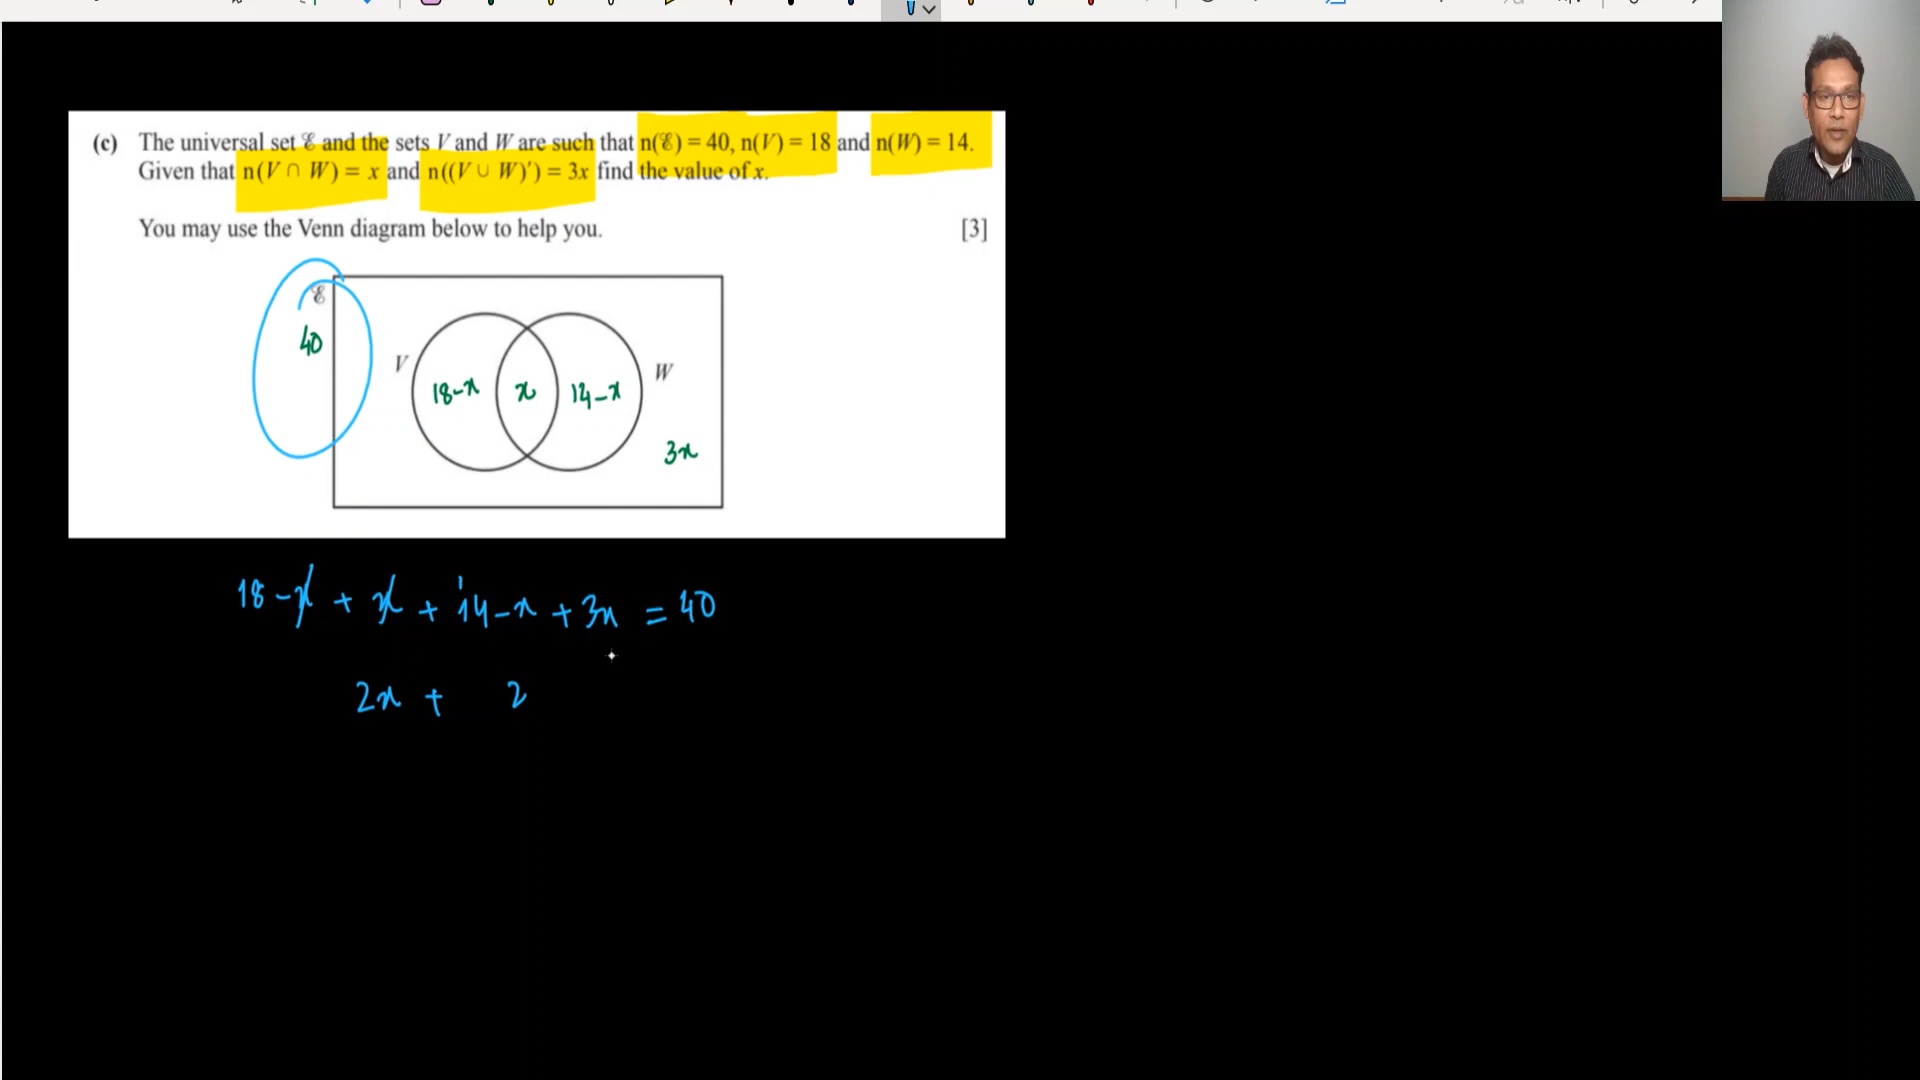 (c) The universal set ℰ and the sets V and W are such that n(ℰ) = 40, n(V) = 18 and n(W) = 14.
Given that n(V ∩ W) = x and n((V ∪ W)′) = 3x find the value of x.
You may use the Venn diagram below to help you. [3]
ℰ
40
V
W
18-x
x
14-x
3x
18-x + x + 14-x + 3x = 40
2x + 2